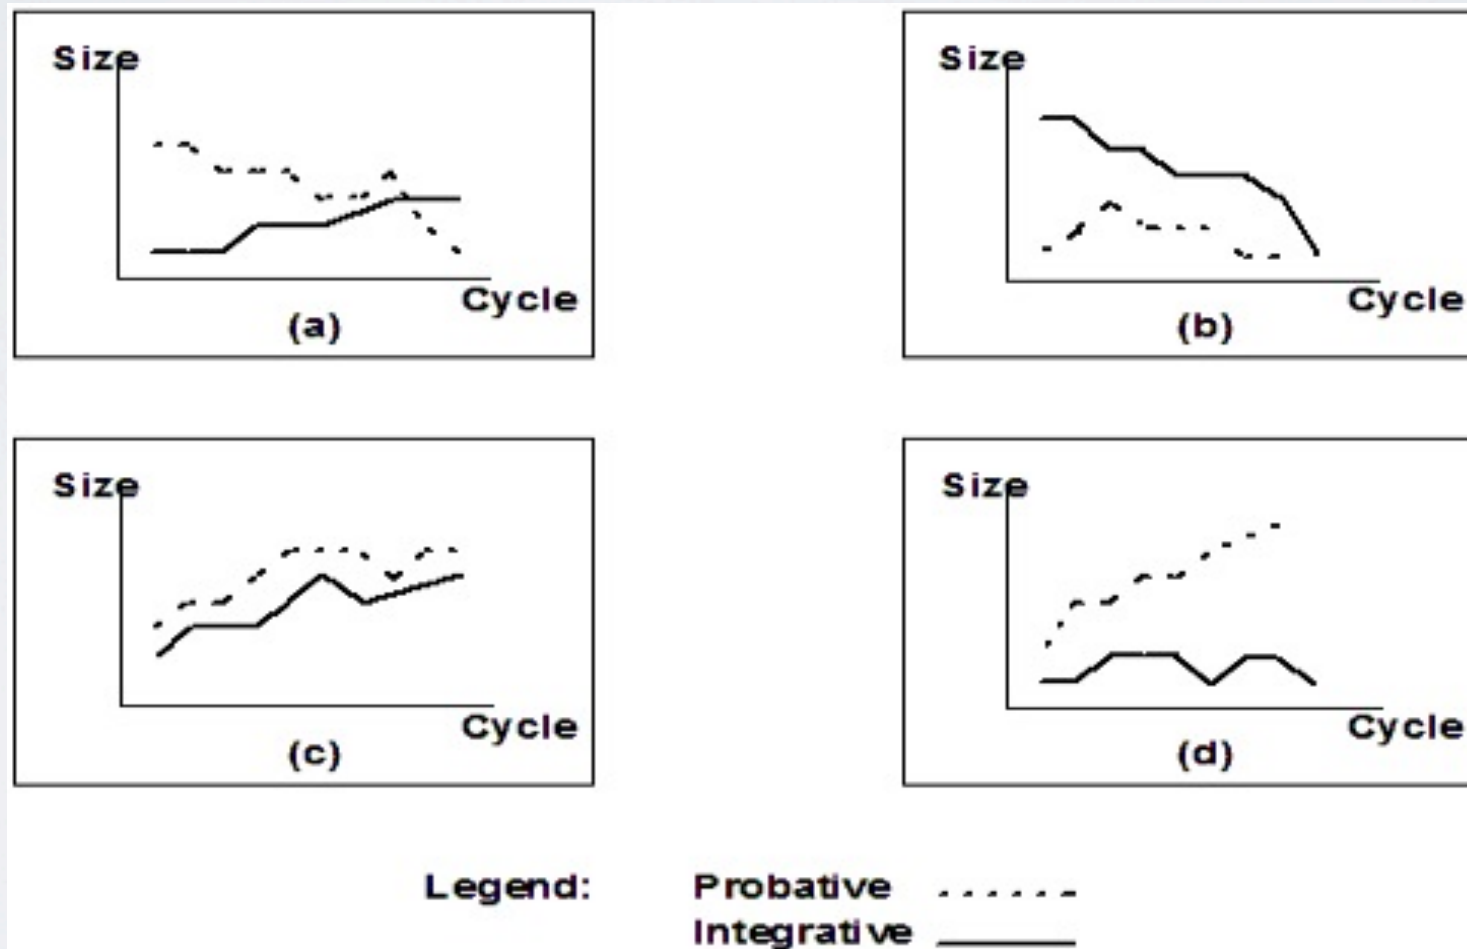 Size
Cycle
(a)
Size
Cycle
(b)
Size
Cycle
(c)
Size
Cycle
(d)
Legend: Probative
Integrative